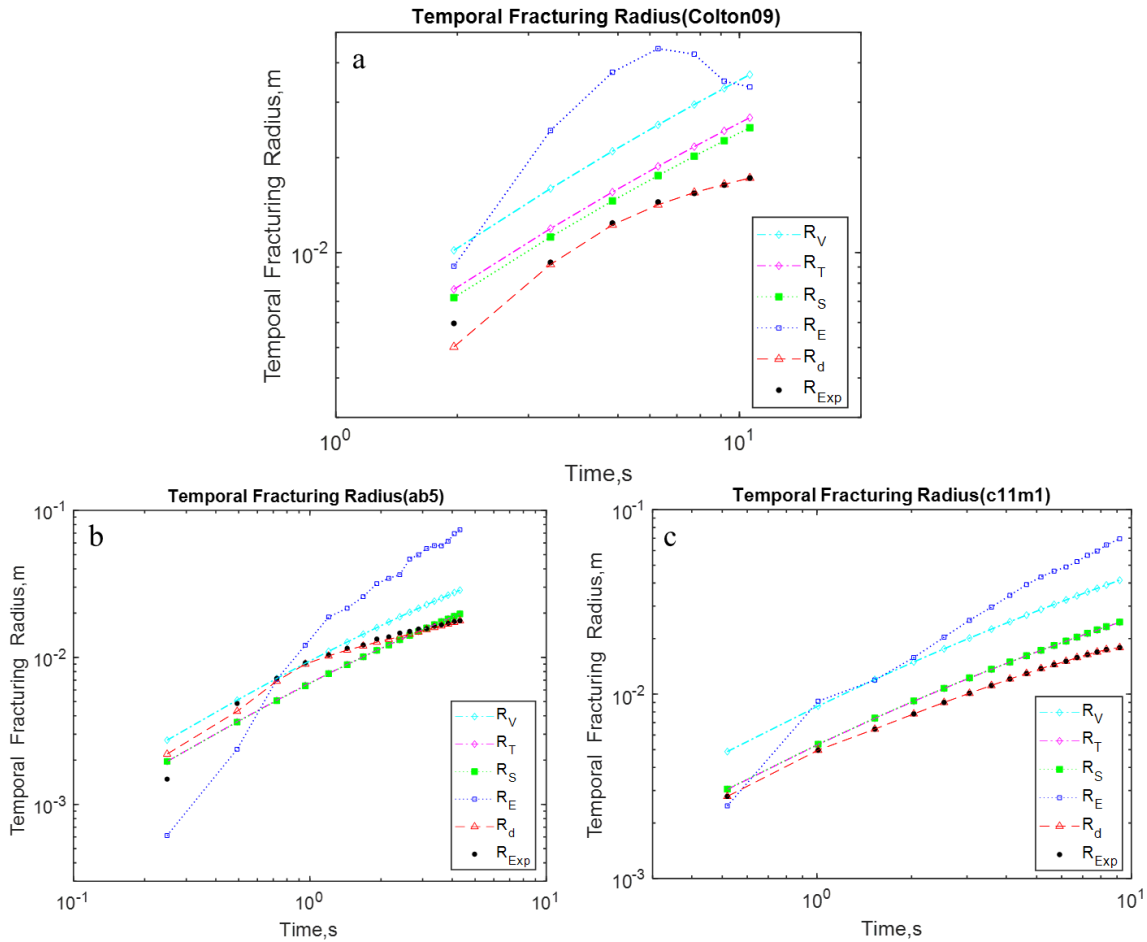 Temporal Fracturing Radius(Colton09)
a
Temporal Fracturing Radius,m
10^-2
R_V
R_T
R_S
R_E
R_d
R_Exp
10^0
10^1
Time,s
Temporal Fracturing Radius(ab5)
b
Temporal Fracturing Radius,m
10^-1
10^-2
10^-3
R_V
R_T
R_S
R_E
R_d
R_Exp
10^-1
10^0
10^1
Time,s
Temporal Fracturing Radius(c11m1)
c
Temporal Fracturing Radius,m
10^-1
10^-2
10^-3
R_V
R_T
R_S
R_E
R_d
R_Exp
10^0
10^1
Time,s